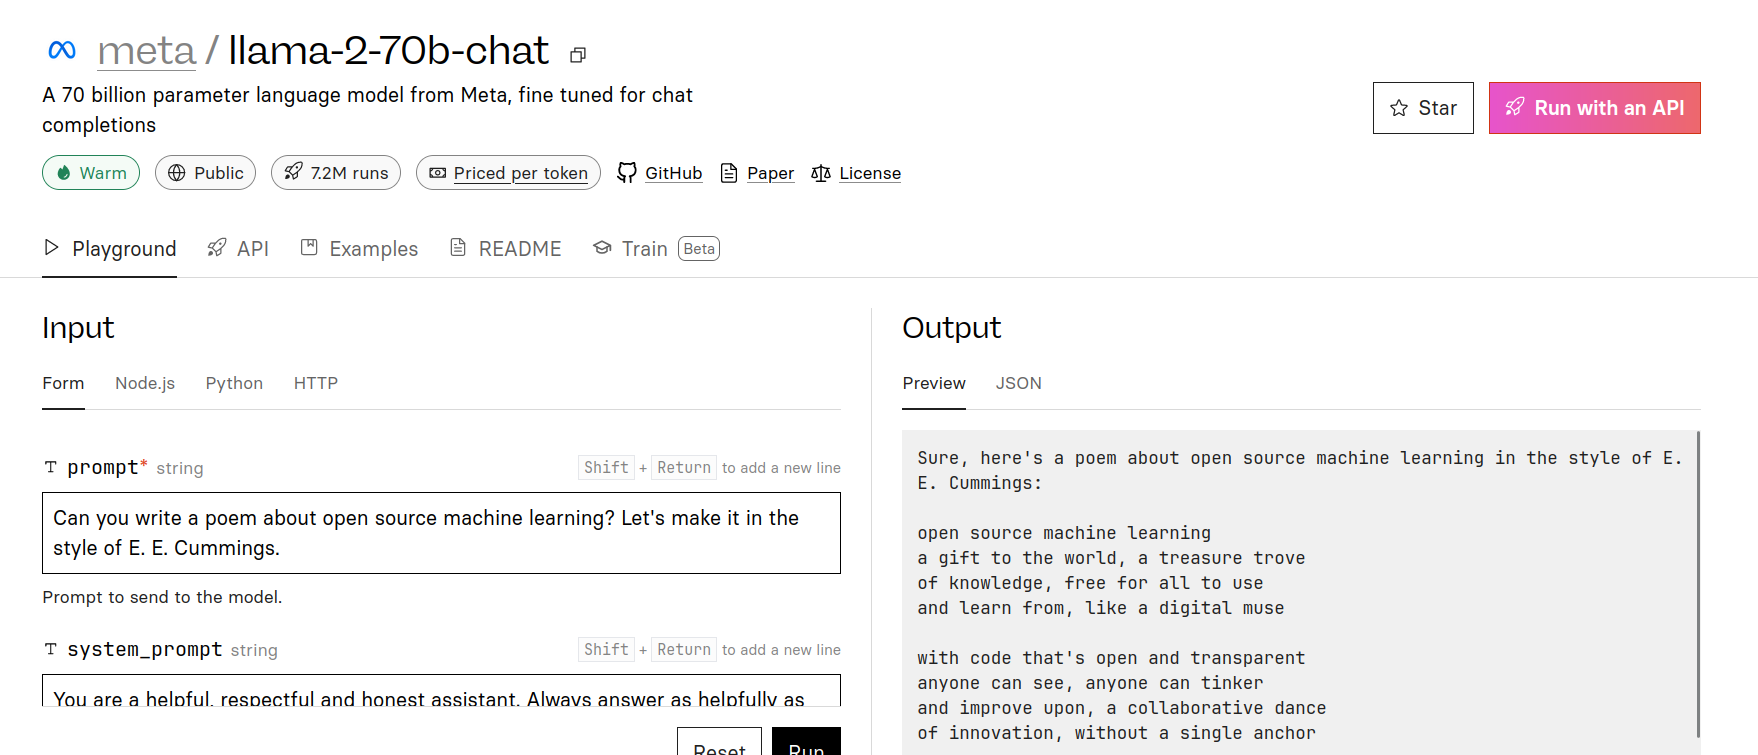 meta / llama-2-70b-chat
A 70 billion parameter language model from Meta, fine tuned for chat
completions
Star
Run with an API
Warm
Public
7.2M runs
Priced per token
GitHub
Paper
License
Playground
API
Examples
README
Train Beta
Input
Form
Node.js
Python
HTTP
prompt* string
Shift + Return to add a new line
Can you write a poem about open source machine learning? Let's make it in the
style of E. E. Cummings.
Prompt to send to the model.
system_prompt string
Shift + Return to add a new line
You are a helpful, respectful and honest assistant. Always answer as helpfully as
Reset
Run
Output
Preview
JSON
Sure, here's a poem about open source machine learning in the style of E.
E. Cummings:
open source machine learning
a gift to the world, a treasure trove
of knowledge, free for all to use
and learn from, like a digital muse
with code that's open and transparent
anyone can see, anyone can tinker
and improve upon, a collaborative dance
of innovation, without a single anchor